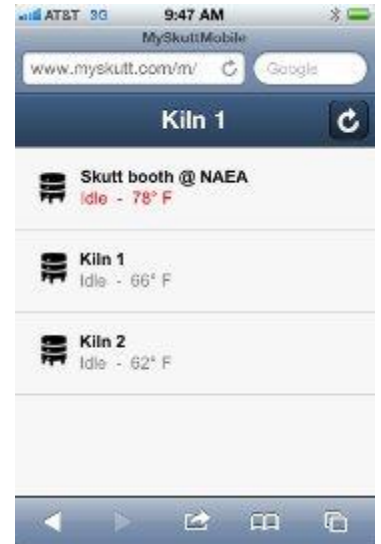 AT&T 3G 9:47 AM
MySkuttMobile
www.myskutt.com/m/ Google
Kiln 1
Skutt booth @ NAEA
Idle - 78° F
Kiln 1
Idle - 66° F
Kiln 2
Idle - 62° F